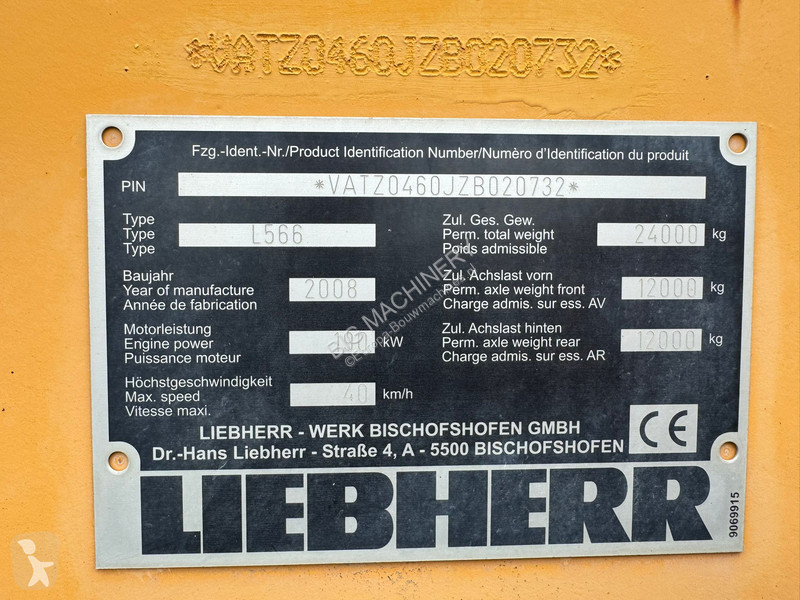 *VATZ0460JZB020732*
Fzg.-Ident.-Nr./Product Identification Number/Numèro d'Identification du produit
PIN *VATZ0460JZB020732*
Type
Type L566
Type
Baujahr
Year of manufacture 2008
Année de fabrication
Motorleistung
Engine power 190 kW
Puissance moteur
Höchstgeschwindigkeit
Max. speed 40 km/h
Vitesse maxi.
Zul. Ges. Gew.
Perm. total weight 24000 kg
Poids admissible
Zul. Achslast vorn
Perm. axle weight front 12000 kg
Charge admis. sur ess. AV
Zul. Achslast hinten
Perm. axle weight rear 12000 kg
Charge admis. sur ess. AR
LIEBHERR - WERK BISCHOFSHOFEN GMBH
Dr.-Hans Liebherr - Straße 4, A - 5500 BISCHOFSHOFEN
CE
LIEBHERR
9069915
MACHINERY